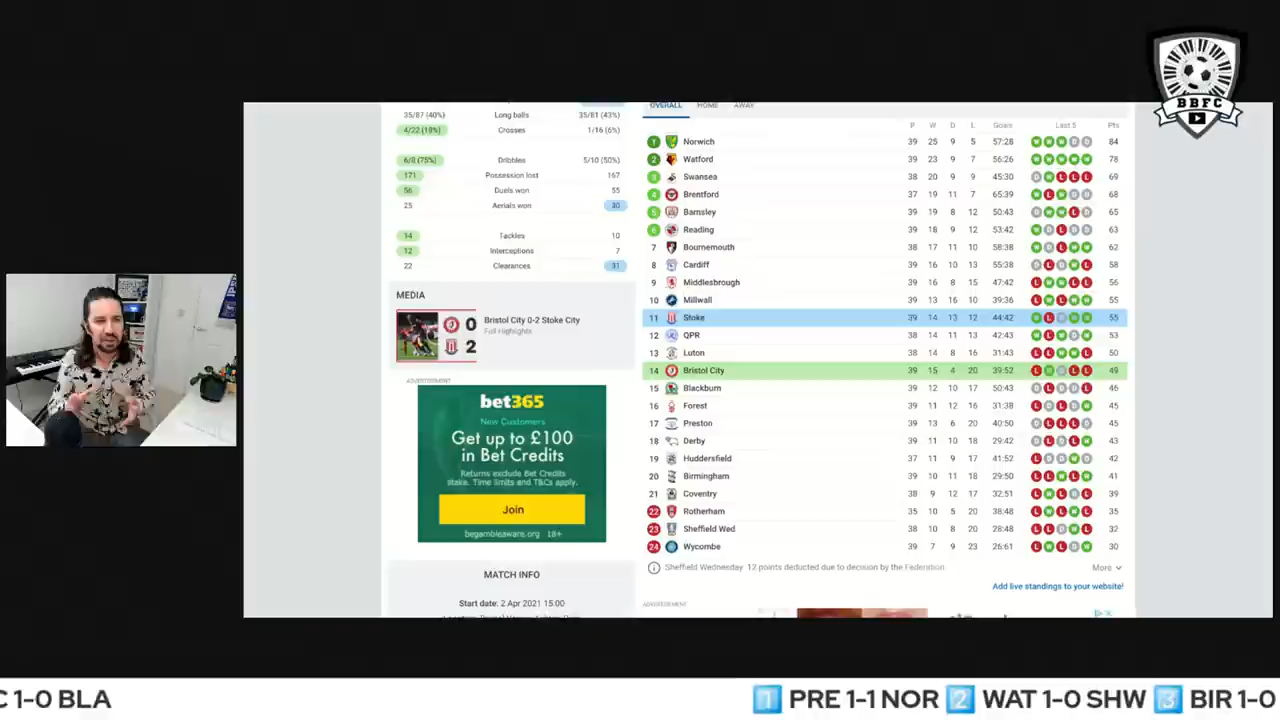 BBFC
35/87 (40%) Long balls 35/81 (43%)
4/22 (18%) Crosses 1/16 (6%)
6/8 (75%) Dribbles 5/10 (50%)
171 Possession lost 167
56 Duels won 55
25 Aerials won 30
14 Tackles 10
12 Interceptions 7
22 Clearances 31
MEDIA
Bristol City 0-2 Stoke City
Full Highlights
0
2
ADVERTISEMENT
bet365
New Customers
Get up to £100
in Bet Credits
Returns exclude Bet Credits
stake. Time limits and T&Cs apply.
Join
begambleaware.org 18+
MATCH INFO
Start date: 2 Apr 2021 15:00
OVERALL HOME AWAY
P W D L Goals Last 5 Pts
1 Norwich 39 25 9 5 57:28 W W W D D 84
2 Watford 39 23 9 7 56:26 W W W W W 78
3 Swansea 38 20 9 9 45:30 D W L L L 69
4 Brentford 37 19 11 7 65:39 W L W D D 68
5 Barnsley 39 19 8 12 50:43 D W W L D 65
6 Reading 39 18 9 12 53:42 W D L D D 63
7 Bournemouth 38 17 11 10 58:38 W D L W W 62
8 Cardiff 39 16 10 13 55:38 D L D W L 58
9 Middlesbrough 39 16 8 15 47:42 L W W L L 56
10 Millwall 39 13 16 10 39:36 W L L W W 55
11 Stoke 39 14 13 12 44:42 W L D W W 55
12 QPR 38 14 11 13 42:43 W D L W W 53
13 Luton 38 14 8 16 31:43 L L W W L 50
14 Bristol City 39 15 4 20 39:52 L W D L L 49
15 Blackburn 39 12 10 17 50:43 D L D L L 46
16 Forest 39 11 12 16 31:38 L D L D W 45
17 Preston 39 13 6 20 40:50 D L L L D 45
18 Derby 39 11 10 18 29:42 D L D L W 43
19 Huddersfield 37 11 9 17 41:52 L D D W D 42
20 Birmingham 39 10 11 18 29:50 L L W L W 41
21 Coventry 38 9 12 17 32:51 L W L D L 39
22 Rotherham 35 10 5 20 38:48 L L W L W 35
23 Sheffield Wed 39 10 8 20 28:48 L L D W L 32
24 Wycombe 39 7 9 23 26:61 L W L D W 30
Sheffield Wednesday 12 points deducted due to decision by the Federation
More
Add live standings to your website!
ADVERTISEMENT
C 1-0 BLA 1 PRE 1-1 NOR 2 WAT 1-0 SHW 3 BIR 1-0